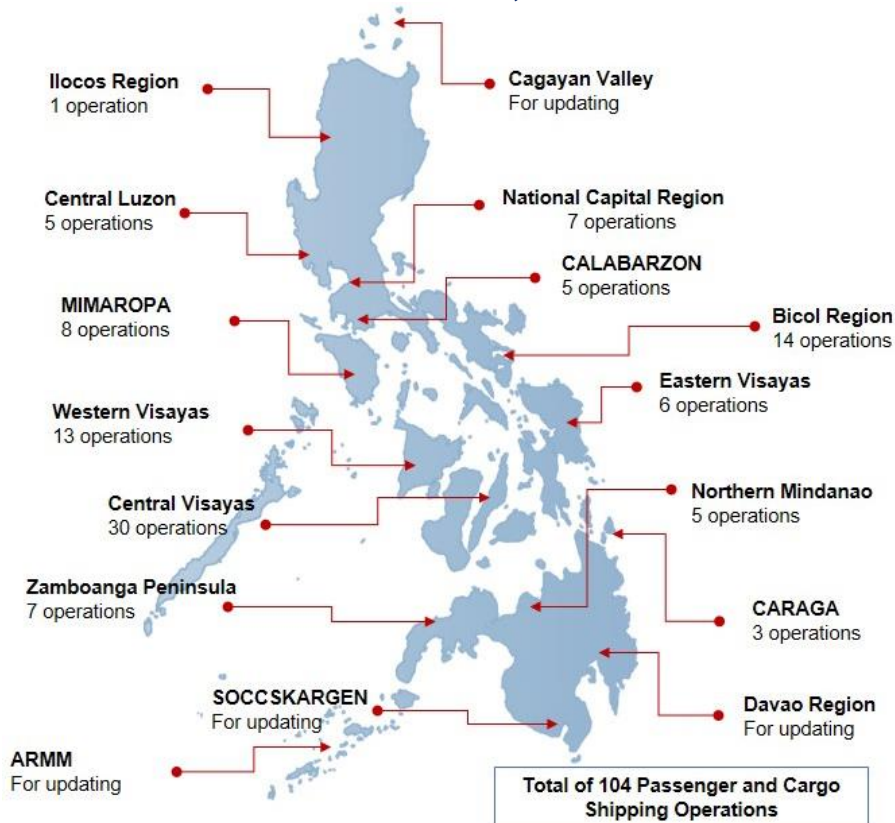 Ilocos Region
1 operation
Cagayan Valley
For updating
Central Luzon
5 operations
National Capital Region
7 operations
CALABARZON
5 operations
MIMAROPA
8 operations
Bicol Region
14 operations
Eastern Visayas
6 operations
Western Visayas
13 operations
Northern Mindanao
5 operations
Central Visayas
30 operations
Zamboanga Peninsula
7 operations
CARAGA
3 operations
SOCCSKARGEN
For updating
Davao Region
For updating
ARMM
For updating
Total of 104 Passenger and Cargo
Shipping Operations